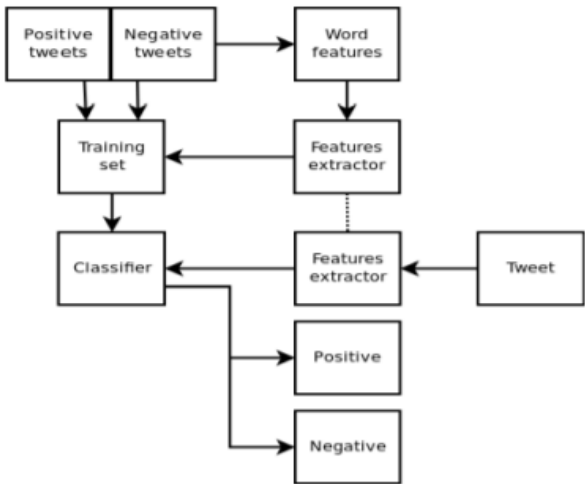 Positive
tweets
Negative
tweets
Word
features
Training
set
Features
extractor
Classifier
Features
extractor
Tweet
Positive
Negative